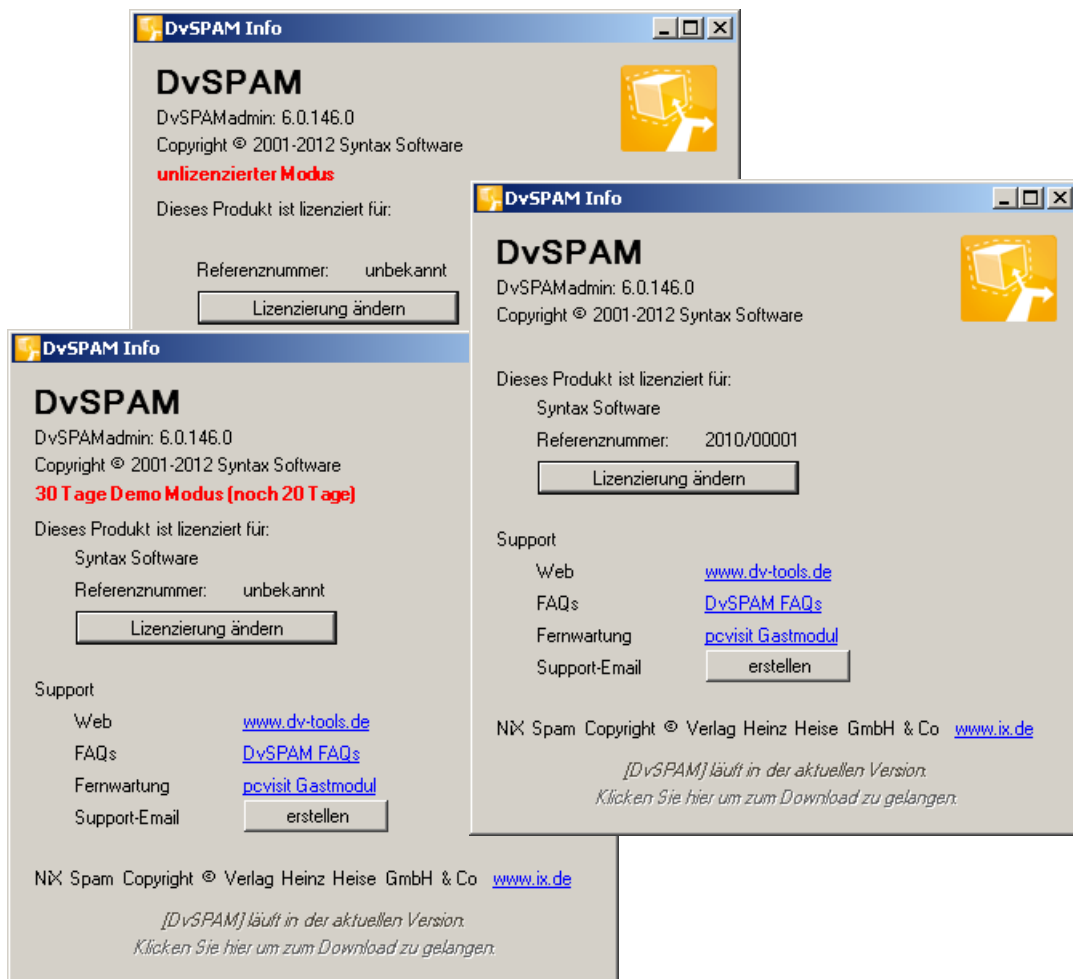 DvSPAM Info
DvSPAM
DvSPAMadmin: 6.0.146.0
Copyright © 2001-2012 Syntax Software
unlizenzierter Modus
Dieses Produkt ist lizenziert für:
Referenznummer: unbekannt
Lizenzierung ändern
DvSPAM Info
DvSPAM
DvSPAMadmin: 6.0.146.0
Copyright © 2001-2012 Syntax Software
Dieses Produkt ist lizenziert für:
Syntax Software
Referenznummer: 2010/00001
Lizenzierung ändern
Support
Web www.dv-tools.de
FAQs DvSPAM FAQs
Fernwartung pcvisit Gastmodul
Support-Email erstellen
NiX Spam Copyright © Verlag Heinz Heise GmbH & Co www.ix.de
[DvSPAM] läuft in der aktuellen Version.
Klicken Sie hier um zum Download zu gelangen.
DvSPAM Info
DvSPAM
DvSPAMadmin: 6.0.146.0
Copyright © 2001-2012 Syntax Software
30 Tage Demo Modus (noch 20 Tage)
Dieses Produkt ist lizenziert für:
Syntax Software
Referenznummer: unbekannt
Lizenzierung ändern
Support
Web www.dv-tools.de
FAQs DvSPAM FAQs
Fernwartung pcvisit Gastmodul
Support-Email erstellen
NiX Spam Copyright © Verlag Heinz Heise GmbH & Co www.ix.de
[DvSPAM] läuft in der aktuellen Version.
Klicken Sie hier um zum Download zu gelangen.